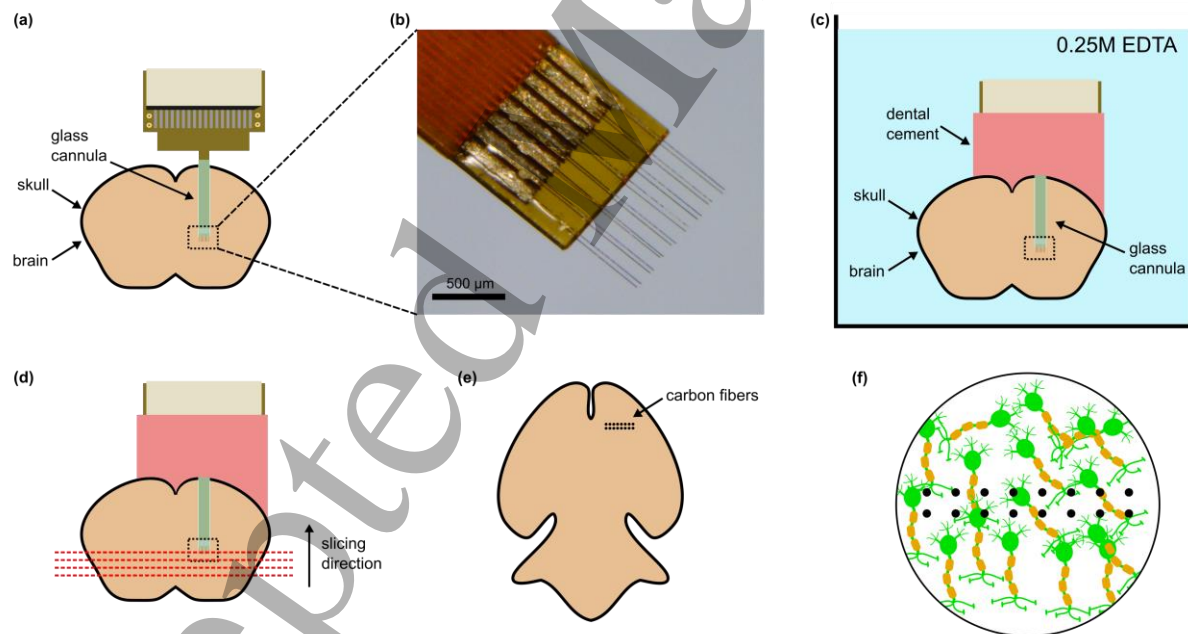 (a)
glass
cannula
skull
brain
(b)
500 µm
(c)
0.25M EDTA
dental
cement
skull
brain
glass
cannula
(d)
slicing
direction
(e)
carbon fibers
(f)